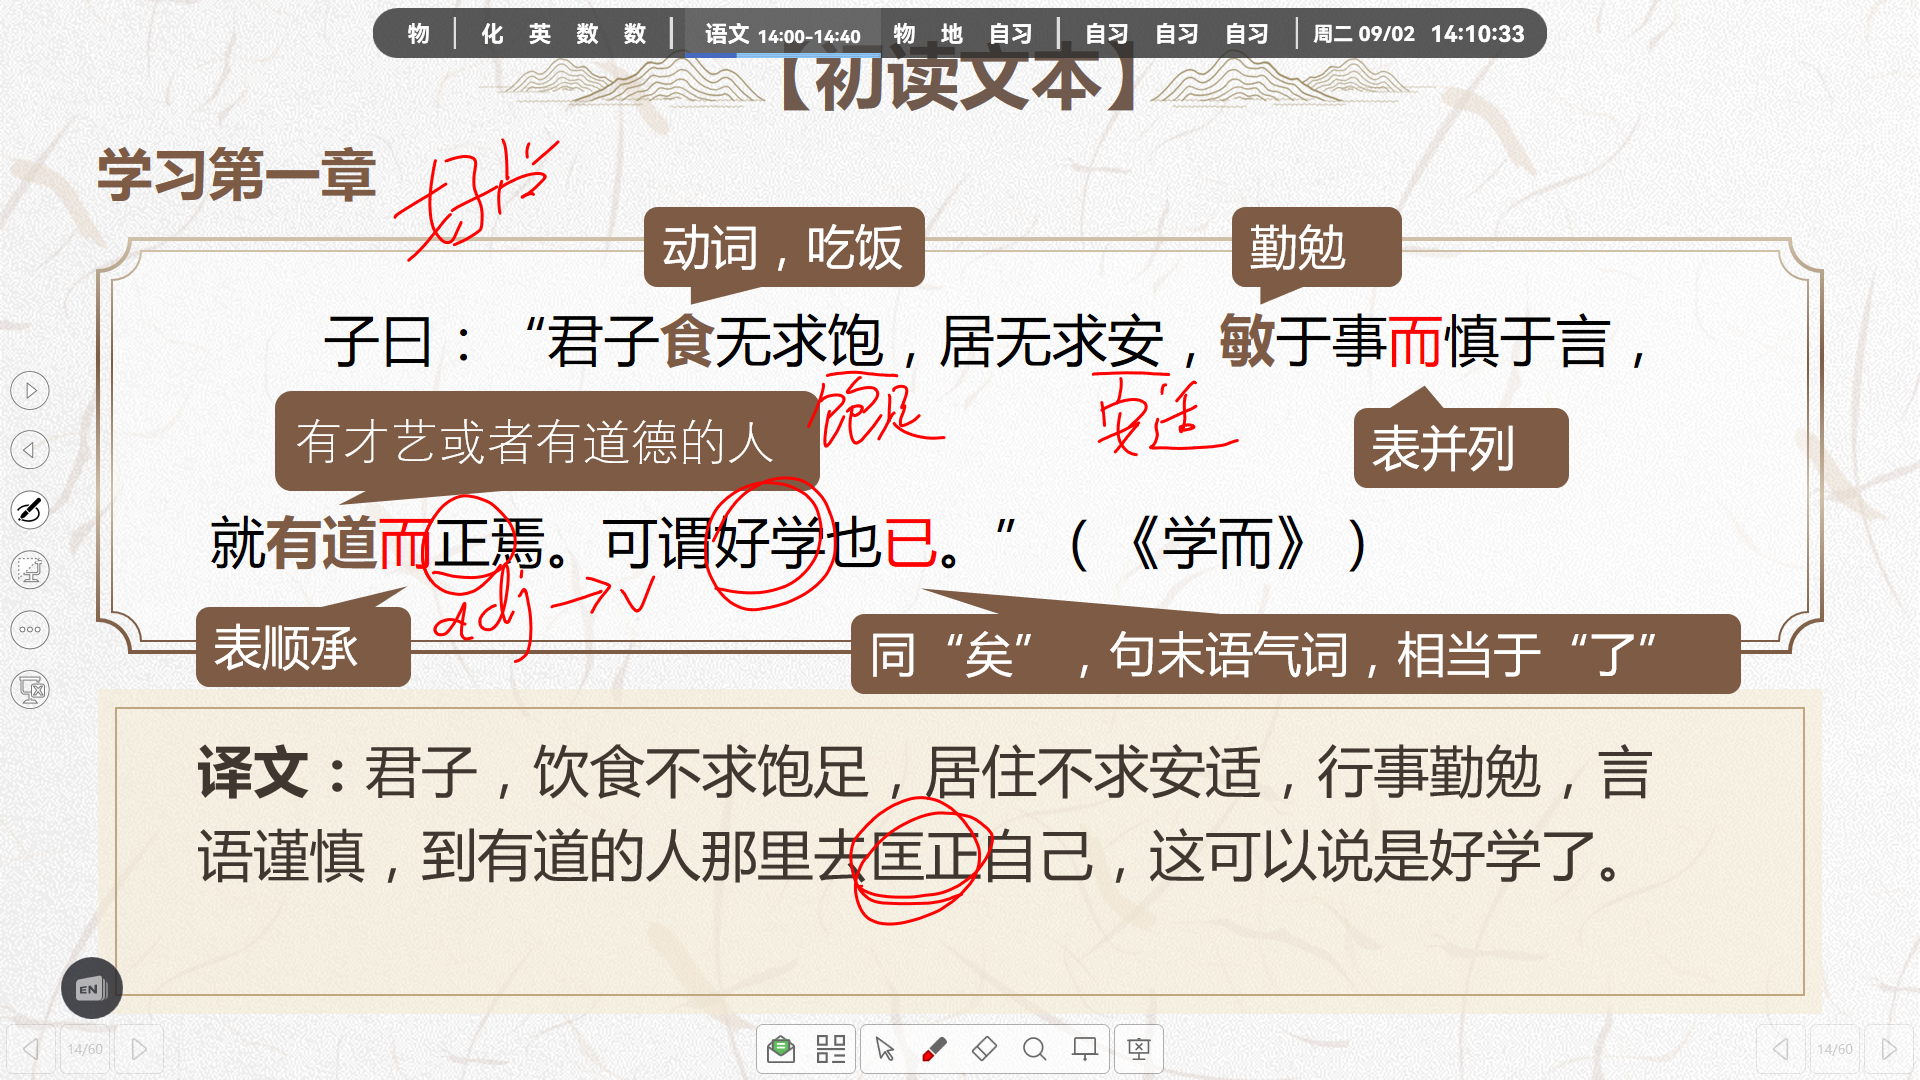 物 | 化 英 数 数 | 语文 14:00-14:40 物 地 自习 | 自习 自习 自习 | 周二 09/02 14:10:33
【初读文本】
学习第一章
好学
动词，吃饭
勤勉
子曰：“君子食无求饱，居无求安，敏于事而慎于言，
饱足
安适
有才艺或者有道德的人
表并列
就有道而正焉。可谓好学也已。”（《学而》）
adj→v
表顺承
同“矣”，句末语气词，相当于“了”
译文：君子，饮食不求饱足，居住不求安适，行事勤勉，言
语谨慎，到有道的人那里去匡正自己，这可以说是好学了。
EN
14/60
14/60